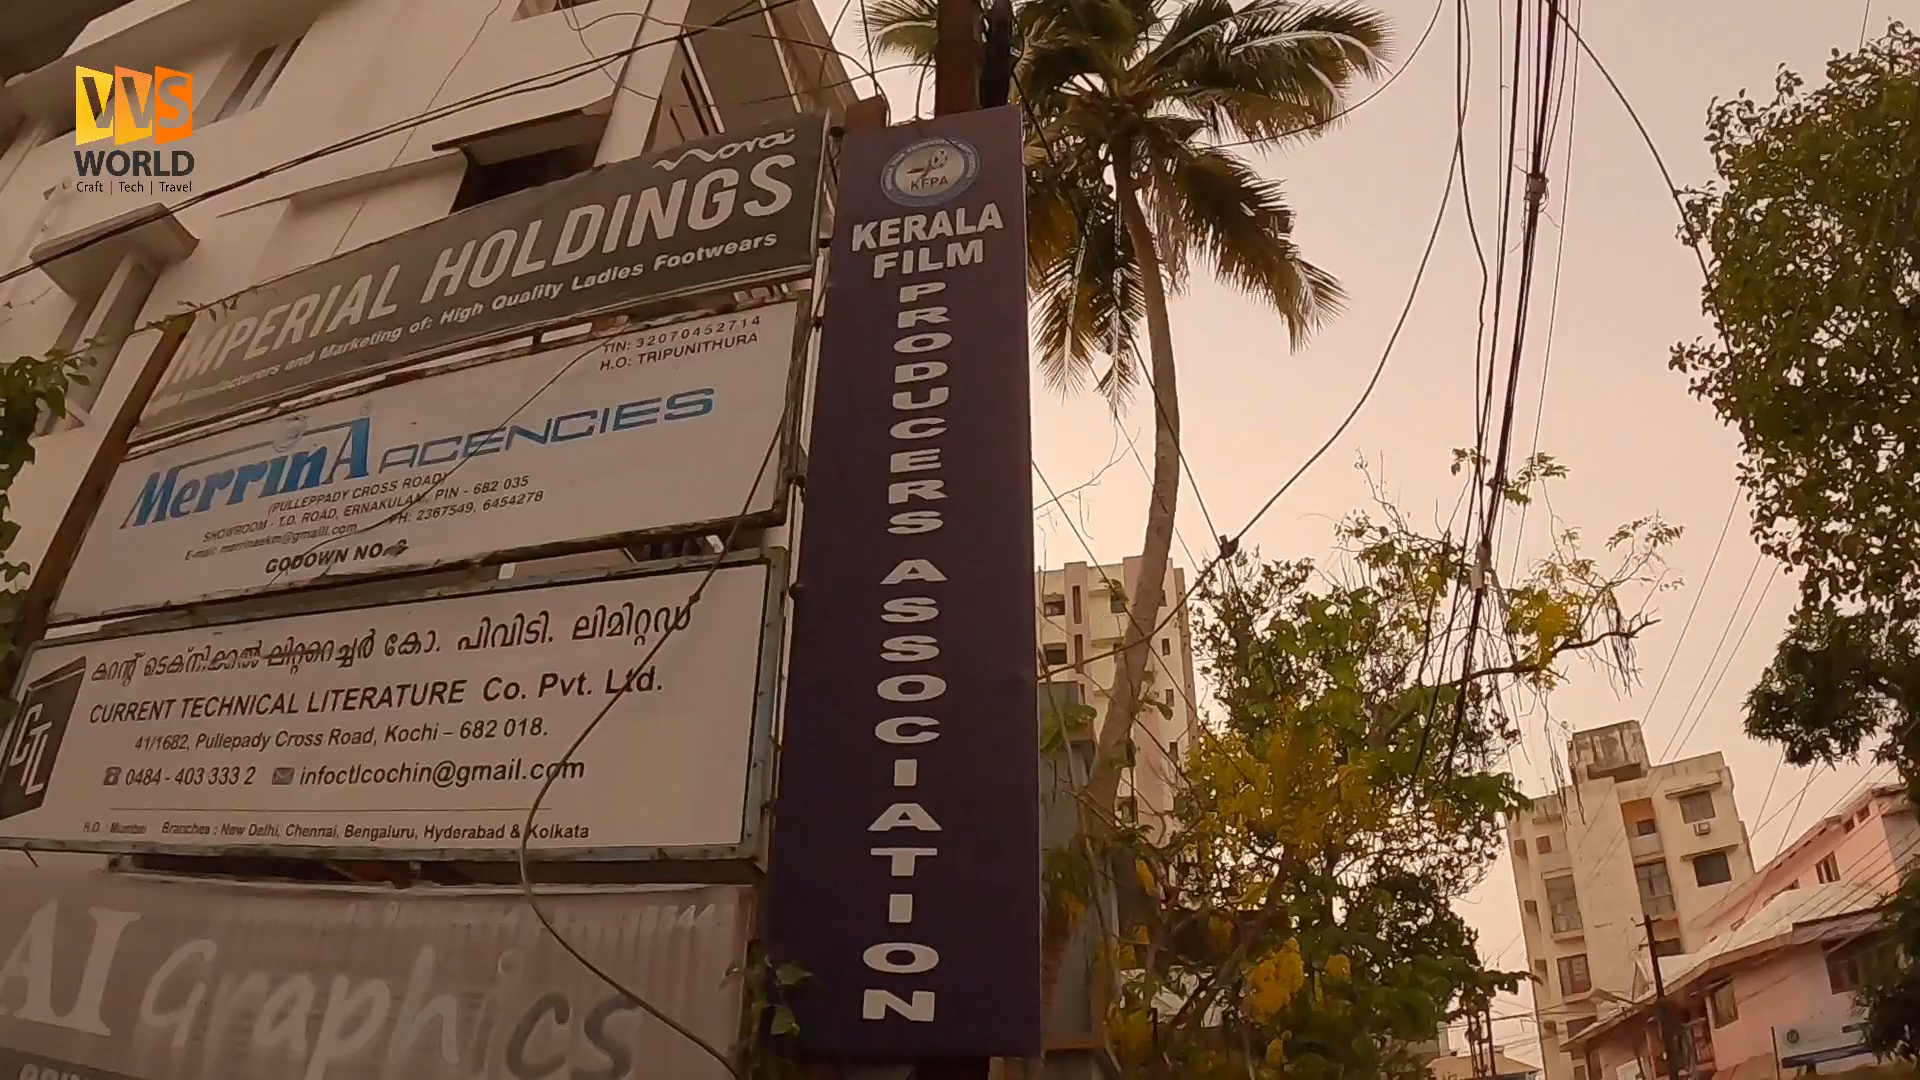 VVS
WORLD
Craft | Tech | Travel
Nora
IMPERIAL HOLDINGS
Manufacturers and Marketing of: High Quality Ladies Footwears
TIN: 32070452714
H.O: TRIPUNITHURA
MerrinA AGENCIES
(PULLEPPADY CROSS ROAD)
SHOWROOM - T.D. ROAD, ERNAKULAM, PIN - 682 035
E-mail: merrinaekm@gmaill.com PH: 2367549, 6454278
GODOWN NO.
CTL
കറന്റ് ടെക്നിക്കൽ ലിറ്ററേച്ചർ കോ. പിവിടി. ലിമിറ്റഡ്
CURRENT TECHNICAL LITERATURE Co. Pvt. Ltd.
41/1682, Pullepady Cross Road, Kochi – 682 018.
0484 - 403 333 2 infoctlcochin@gmail.com
H.O : Mumbai Branches : New Delhi, Chennai, Bengaluru, Hyderabad & Kolkata
AI Graphics
KFPA
KERALA
FILM
PRODUCERS ASSOCIATION